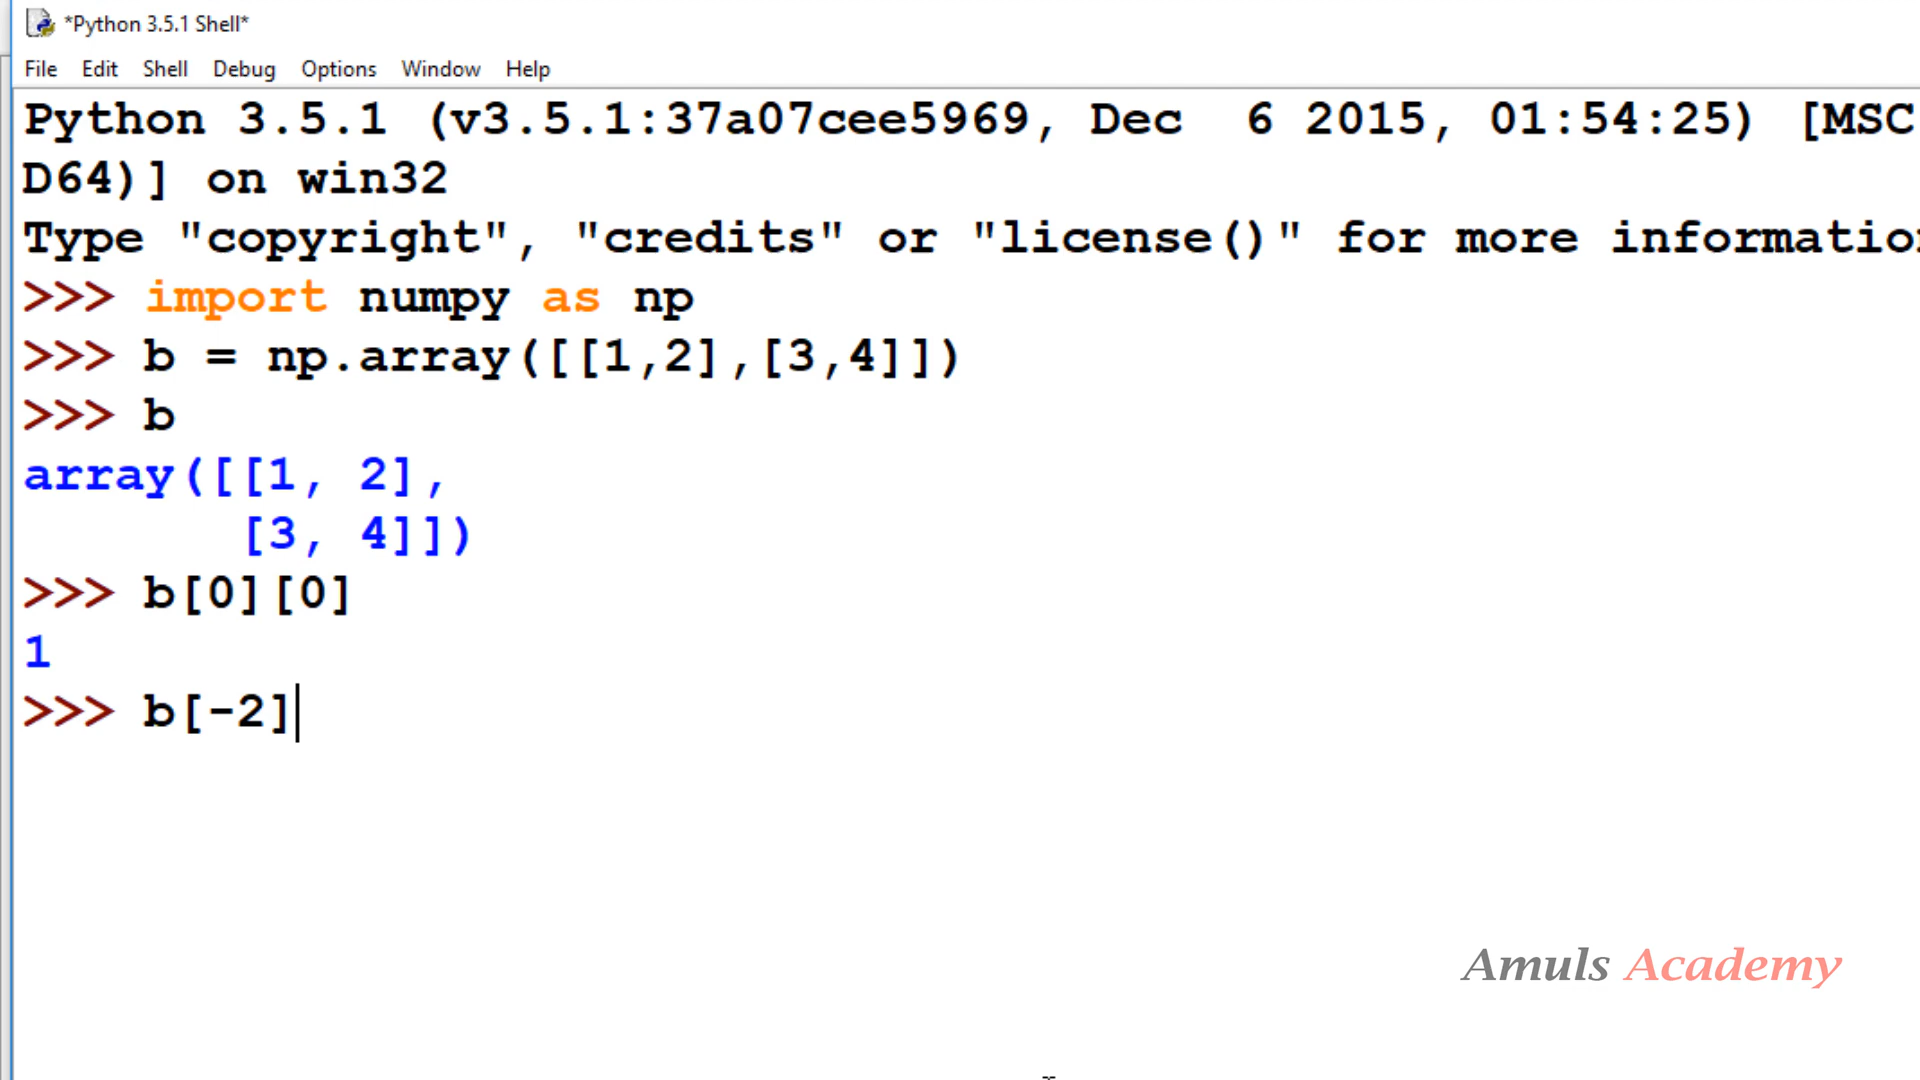 *Python 3.5.1 Shell*
File Edit Shell Debug Options Window Help
Python 3.5.1 (v3.5.1:37a07cee5969, Dec  6 2015, 01:54:25) [MSC
D64)] on win32
Type "copyright", "credits" or "license()" for more informatio
>>> import numpy as np
>>> b = np.array([[1,2],[3,4]])
>>> b
array([[1, 2],
       [3, 4]])
>>> b[0][0]
1
>>> b[-2]
Amuls Academy